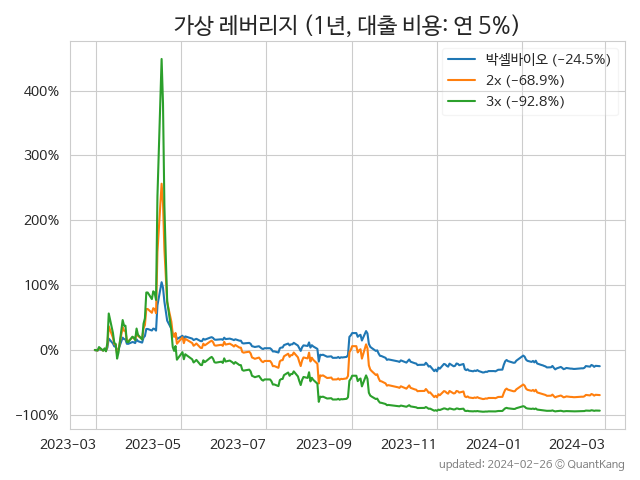 가상 레버리지 (1년, 대출 비용: 연 5%)
박셀바이오 (-24.5%)
2x (-68.9%)
3x (-92.8%)
400%
300%
200%
100%
0%
-100%
2023-03 2023-05 2023-07 2023-09 2023-11 2024-01 2024-03
updated: 2024-02-26 © QuantKang